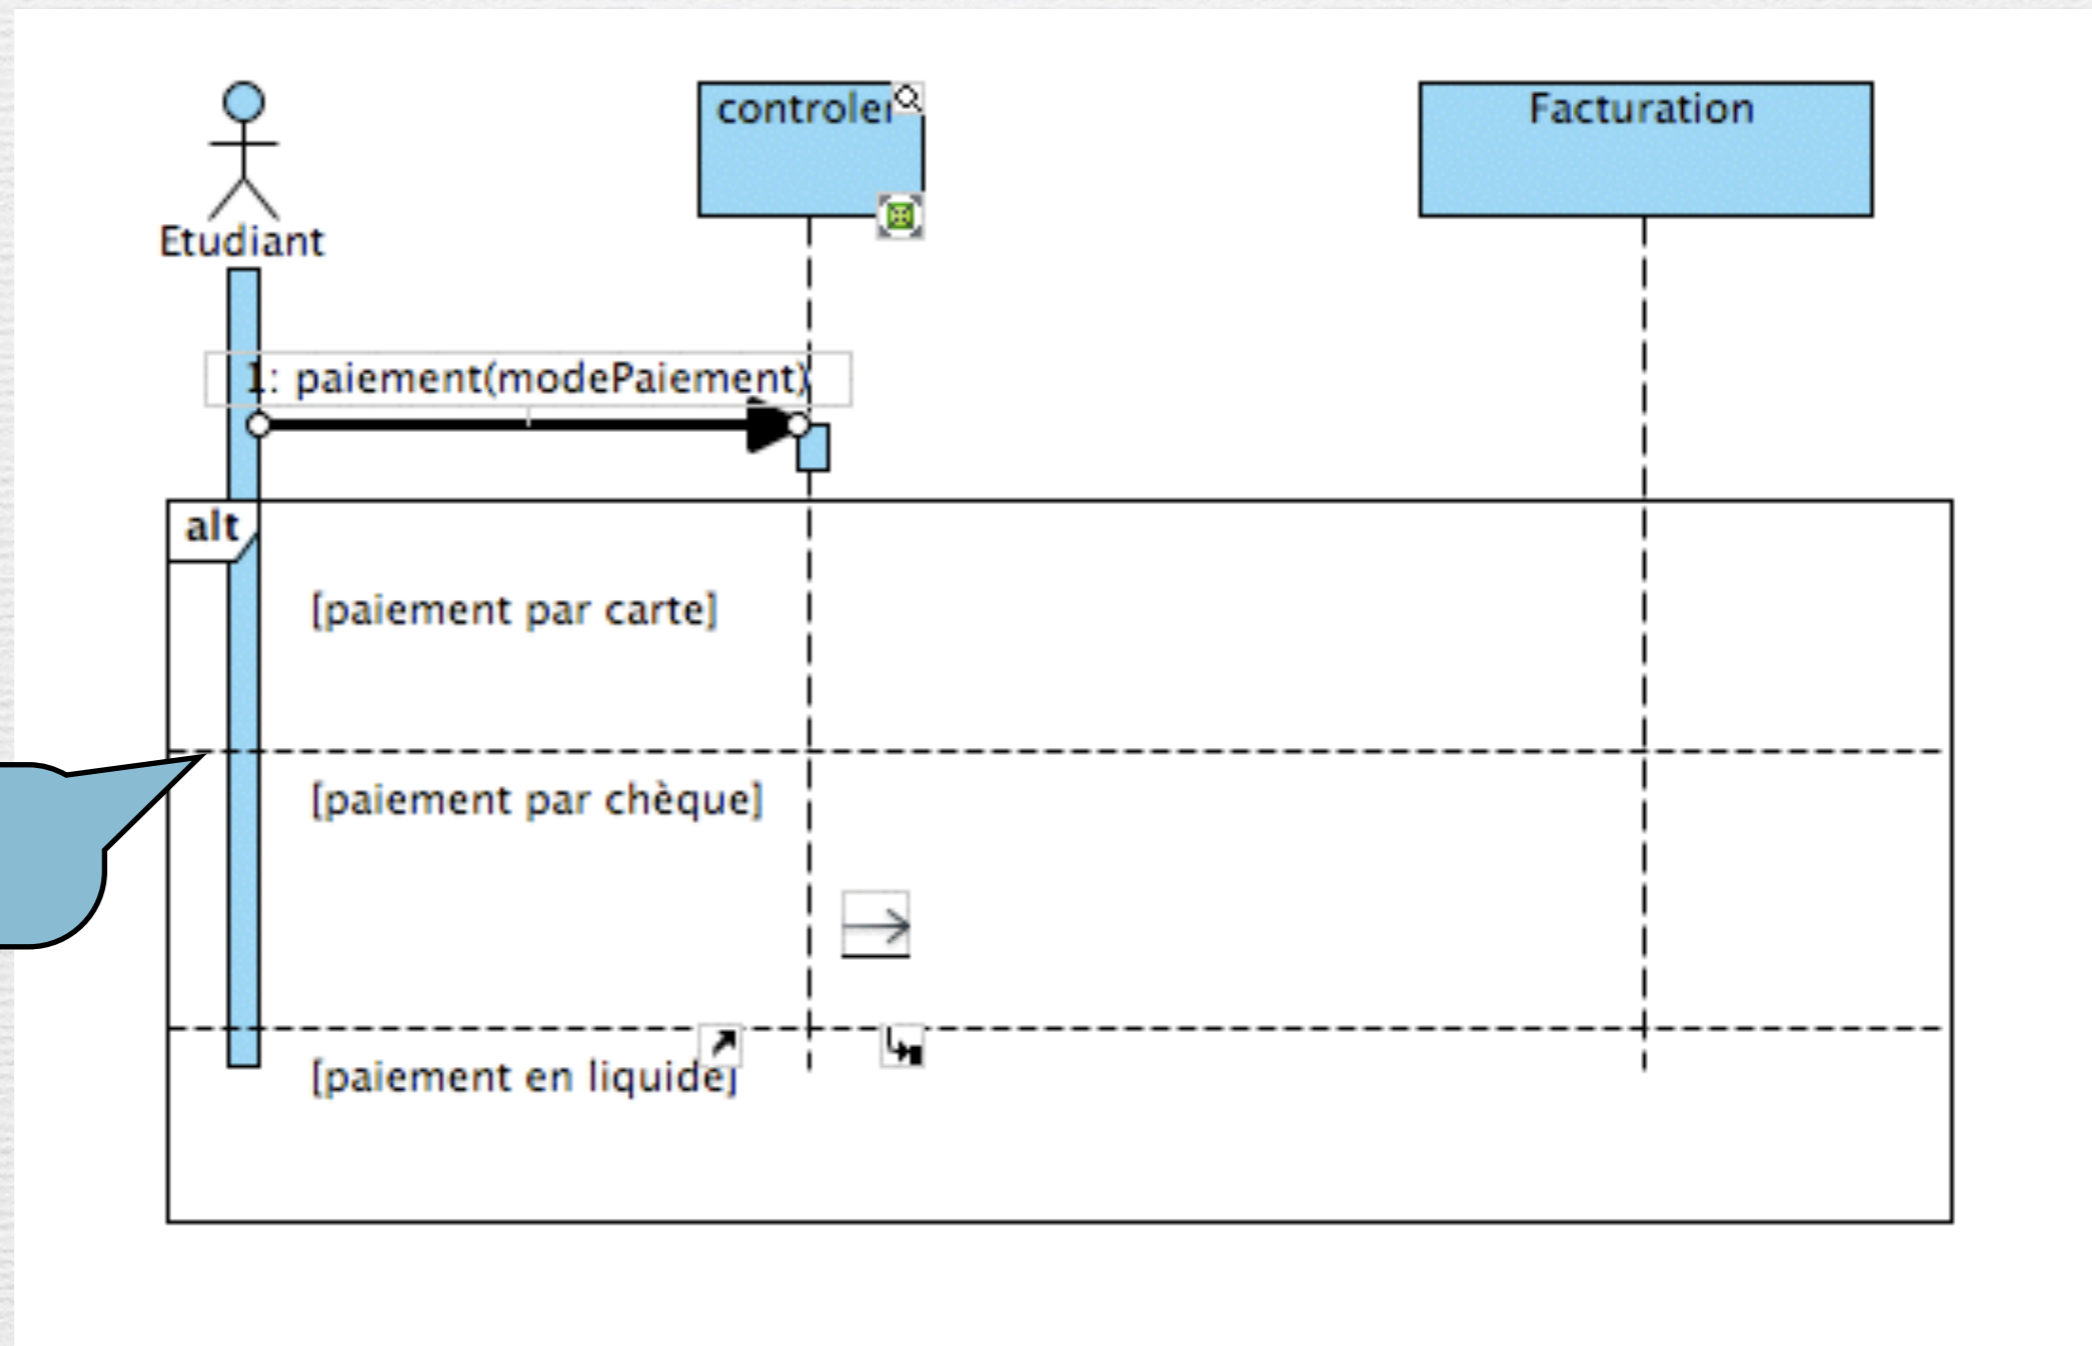 controler
Facturation
Etudiant
1: paiement(modePaiement)
alt
[paiement par carte]
[paiement par chèque]
[paiement en liquide]